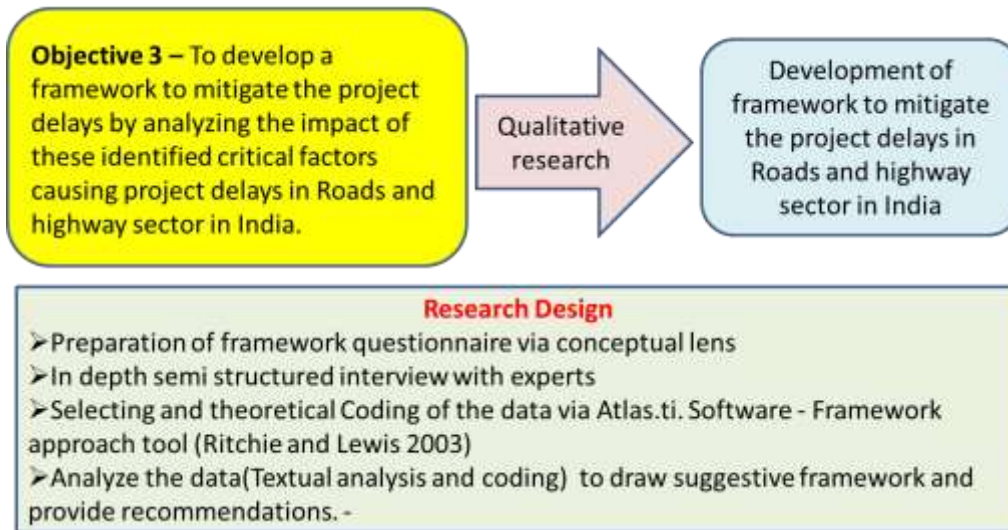 Objective 3 – To develop a
framework to mitigate the project
delays by analyzing the impact of
these identified critical factors
causing project delays in Roads and
highway sector in India.
Qualitative
research
Development of
framework to mitigate
the project delays in
Roads and highway
sector in India
Research Design
➢Preparation of framework questionnaire via conceptual lens
➢In depth semi structured interview with experts
➢Selecting and theoretical Coding of the data via Atlas.ti. Software - Framework
approach tool (Ritchie and Lewis 2003)
➢Analyze the data(Textual analysis and coding)  to draw suggestive framework and
provide recommendations. -